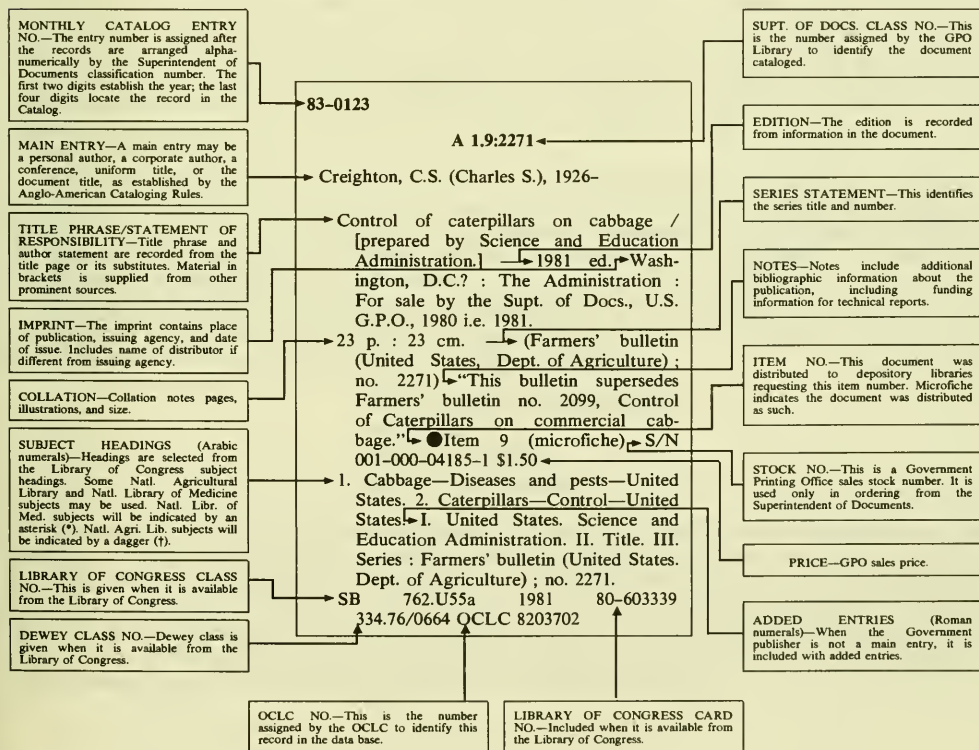 MONTHLY CATALOG ENTRY
NO.—The entry number is assigned after
the records are arranged alpha-
numerically by the Superintendent of
Documents classification number. The
first two digits establish the year; the last
four digits locate the record in the
Catalog.
MAIN ENTRY—A main entry may be
a personal author, a corporate author, a
conference, uniform title, or the
document title, as established by the
Anglo-American Cataloging Rules.
TITLE PHRASE/STATEMENT OF
RESPONSIBILITY—Title phrase and
author statement are recorded from the
title page or its substitutes. Material in
brackets is supplied from other
prominent sources.
IMPRINT—The imprint contains place
of publication, issuing agency, and date
of issue. Includes name of distributor if
different from issuing agency.
COLLATION—Collation notes pages,
illustrations, and size.
SUBJECT HEADINGS (Arabic
numerals)—Headings are selected from
the Library of Congress subject
headings. Some Natl. Agricultural
Library and Natl. Library of Medicine
subjects may be used. Natl. Libr. of
Med. subjects will be indicated by an
asterisk (*). Natl. Agri. Lib. subjects will
be indicated by a dagger (†).
LIBRARY OF CONGRESS CLASS
NO.—This is given when it is available
from the Library of Congress.
DEWEY CLASS NO.—Dewey class is
given when it is available from the
Library of Congress.
83-0123
A 1.9:2271
Creighton, C.S. (Charles S.), 1926–
Control of caterpillars on cabbage /
[prepared by Science and Education
Administration.] — 1981 ed. Wash-
ington, D.C.? : The Administration :
For sale by the Supt. of Docs., U.S.
G.P.O., 1980 i.e. 1981.
23 p. : 23 cm. — (Farmers' bulletin
(United States, Dept. of Agriculture) ;
no. 2271) “This bulletin supersedes
Farmers' bulletin no. 2099, Control
of Caterpillars on commercial cab-
bage.” ●Item 9 (microfiche) S/N
001-000-04185-1 $1.50
1. Cabbage—Diseases and pests—United
States. 2. Caterpillars—Control—United
States I. United States. Science and
Education Administration. II. Title. III.
Series : Farmers' bulletin (United States.
Dept. of Agriculture) ; no. 2271.
SB 762.U55a 1981 80-603339
334.76/0664 OCLC 8203702
SUPT. OF DOCS. CLASS NO.—This
is the number assigned by the GPO
Library to identify the document
cataloged.
EDITION—The edition is recorded
from information in the document.
SERIES STATEMENT—This identifies
the series title and number.
NOTES—Notes include additional
bibliographic information about the
publication, including funding
information for technical reports.
ITEM NO.—This document was
distributed to depository libraries
requesting this item number. Microfiche
indicates the document was distributed
as such.
STOCK NO.—This is a Government
Printing Office sales stock number. It is
used only in ordering from the
Superintendent of Documents.
PRICE—GPO sales price.
ADDED ENTRIES (Roman
numerals)—When the Government
publisher is not a main entry, it is
included with added entries.
OCLC NO.—This is the number
assigned by the OCLC to identify this
record in the data base.
LIBRARY OF CONGRESS CARD
NO.—Included when it is available from
the Library of Congress.